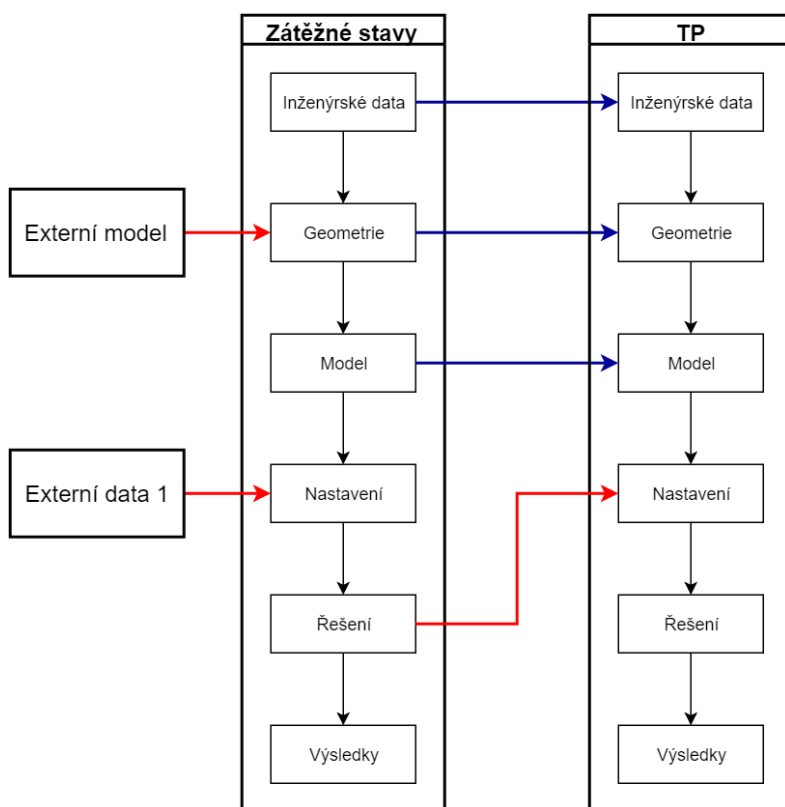 Zátěžné stavy
TP
Inženýrské data
Inženýrské data
Externí model
Geometrie
Geometrie
Model
Model
Externí data 1
Nastavení
Nastavení
Řešení
Řešení
Výsledky
Výsledky